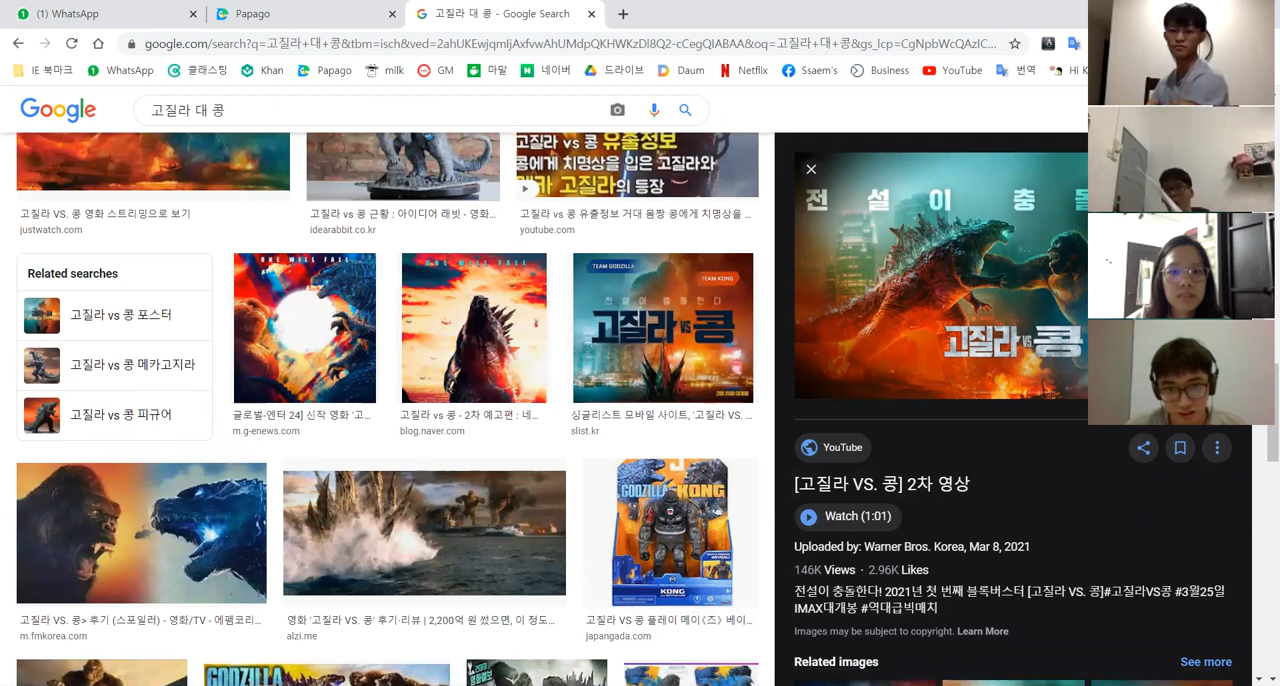 (1) WhatsApp
Papago
고질라 대 콩 - Google Search
google.com/search?q=고질라+대+콩&tbm=isch&ved=2ahUKEwjqmIjAxfvwAhUMdpQKHWKzDl8Q2-cCegQIABAA&oq=고질라+대+콩&gs_lcp=CgNpbWcQAzIC...
IE 북마크 WhatsApp 클래스팅 Khan Papago milk GM 마말 네이버 드라이브 Daum Netflix Ssaem's Business YouTube 번역 Hi K
Google
고질라 대 콩
고질라 vs 콩 유출정보
콩에게 치명상을 입은 고질라와
메카 고질라의 등장
고질라 VS. 콩 영화 스트리밍으로 보기
justwatch.com
고질라 vs 콩 근황 : 아이디어 래빗 - 영화...
idearabbit.co.kr
고질라 vs 콩 유출정보 거대 몸짱 콩에게 치명상을 ...
youtube.com
Related searches
고질라 vs 콩 포스터
고질라 vs 콩 메카고지라
고질라 vs 콩 피규어
ONE WILL FALL
글로벌-엔터 24] 신작 영화 '고...
m.g-enews.com
ONE WILL FALL
고질라 vs 콩 - 2차 예고편 : 네...
blog.naver.com
TEAM GODZILLA
TEAM KONG
전설이 충돌한다
고질라 VS 콩
싱글리스트 모바일 사이트, '고질라 VS. ...
slist.kr
고질라 VS. 콩> 후기 (스포일러) - 영화/TV - 에펨코리...
m.fmkorea.com
영화 '고질라 VS. 콩' 후기·리뷰 | 2,200억 원 썼으면, 이 정도...
alzi.me
GODZILLA KONG
KONG
고질라 VS 콩 플레이 메이《즈》 베이...
japangada.com
GODZILLA
전 설 이 충 돌
고질라 VS 콩
YouTube
[고질라 VS. 콩] 2차 영상
Watch (1:01)
Uploaded by: Warner Bros. Korea, Mar 8, 2021
146K Views · 2.96K Likes
전설이 충돌한다! 2021년 첫 번째 블록버스터 [고질라 VS. 콩]#고질라VS콩 #3월25일
IMAX대개봉 #역대급빅매치
Images may be subject to copyright. Learn More
Related images
See more